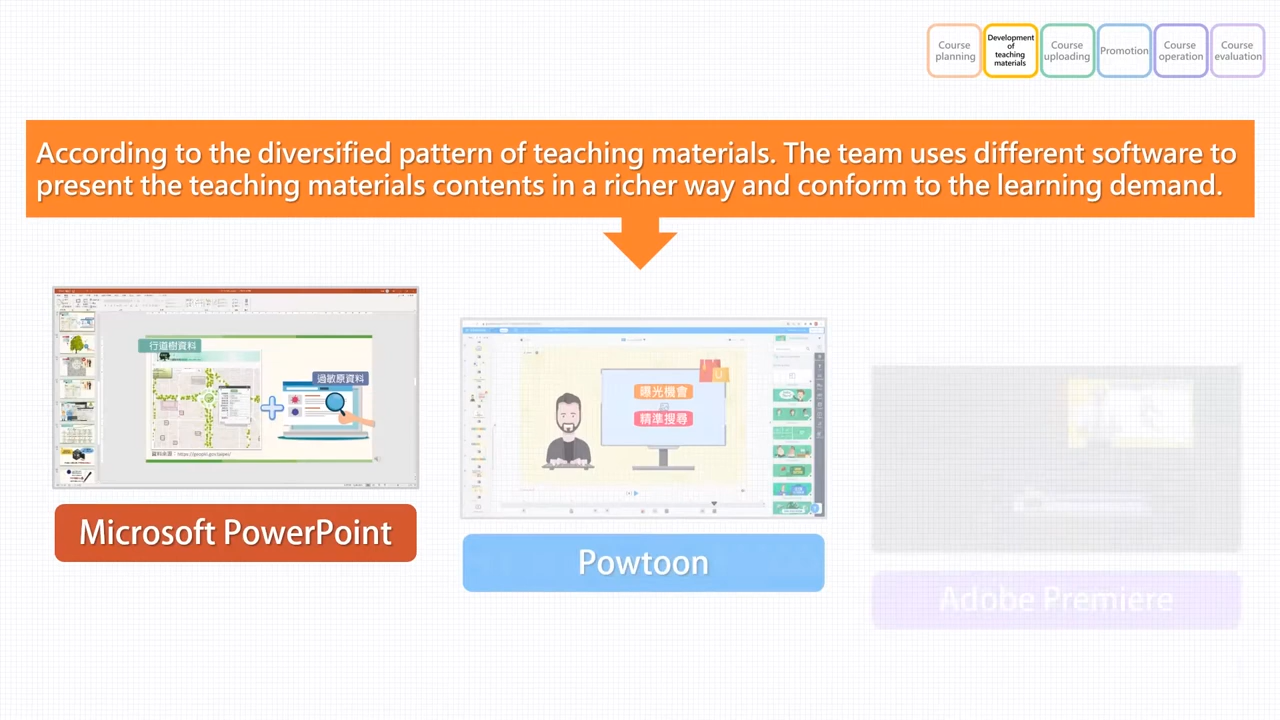 Course
planning
Development
of
teaching
materials
Course
uploading
Promotion
Course
operation
Course
evaluation
According to the diversified pattern of teaching materials. The team uses different software to
present the teaching materials contents in a richer way and conform to the learning demand.
行道樹資料
過敏原資料
曝光機會
精準搜尋
Microsoft PowerPoint
Powtoon
Adobe Premiere